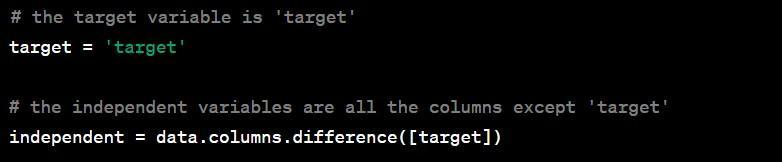 # the target variable is 'target'
target = 'target'
# the independent variables are all the columns except 'target'
independent = data.columns.difference([target])